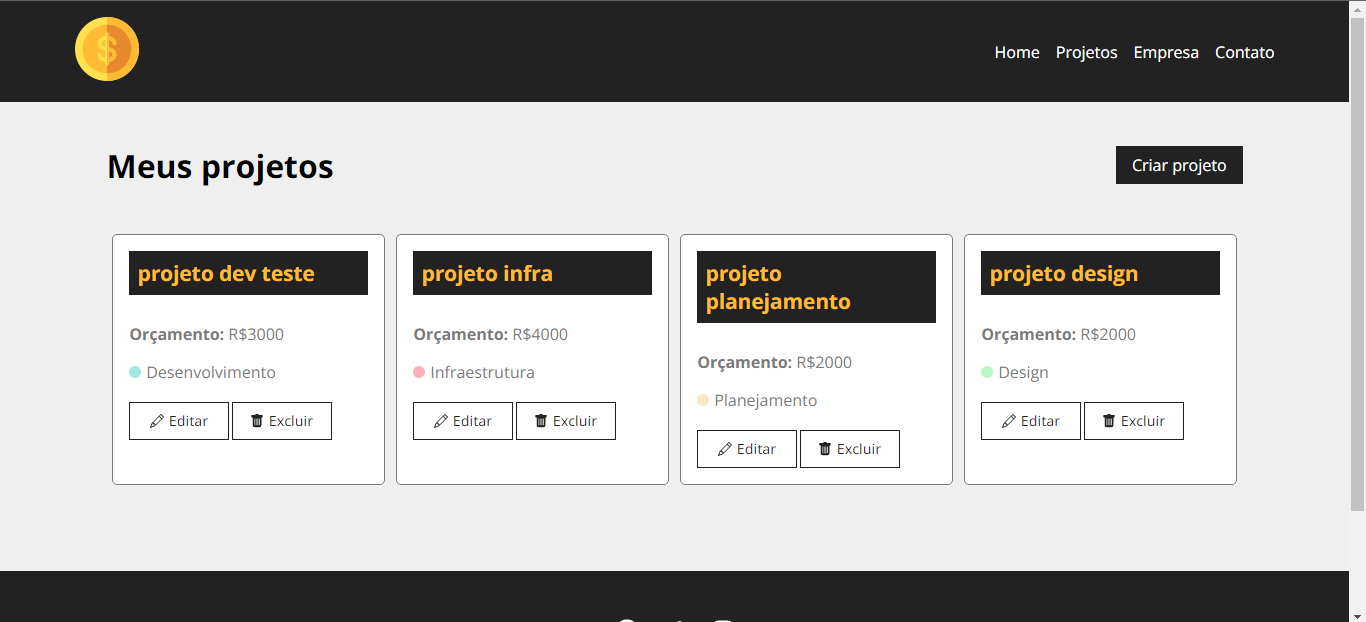 $
Home Projetos Empresa Contato
Meus projetos
Criar projeto
projeto dev teste
Orçamento: R$3000
Desenvolvimento
Editar Excluir
projeto infra
Orçamento: R$4000
Infraestrutura
Editar Excluir
projeto
planejamento
Orçamento: R$2000
Planejamento
Editar Excluir
projeto design
Orçamento: R$2000
Design
Editar Excluir